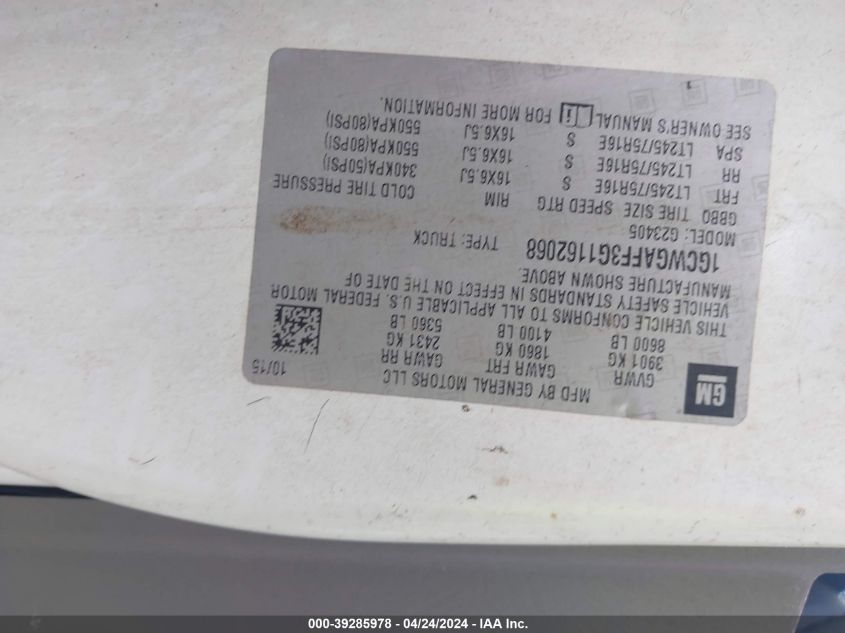 GM
MFD BY GENERAL MOTORS LLC
10/15
GVWR GAWR FRT GAWR RR
3901 KG 1860 KG 2431 KG
8600 LB 4100 LB 5360 LB
THIS VEHICLE CONFORMS TO ALL APPLICABLE U.S. FEDERAL MOTOR
VEHICLE SAFETY STANDARDS IN EFFECT ON THE DATE OF
MANUFACTURE SHOWN ABOVE.
1GCWGAFF3G1162068 TYPE: TRUCK
MODEL: G23405
GBBQ TIRE SIZE SPEED RTG RIM COLD TIRE PRESSURE
FRT LT245/75R16E S 16X6.5J 340KPA(50PSI)
RR LT245/75R16E S 16X6.5J 550KPA(80PSI)
SPA LT245/75R16E S 16X6.5J 550KPA(80PSI)
SEE OWNER'S MANUAL i FOR MORE INFORMATION.
000-39285978 - 04/24/2024 - IAA Inc.